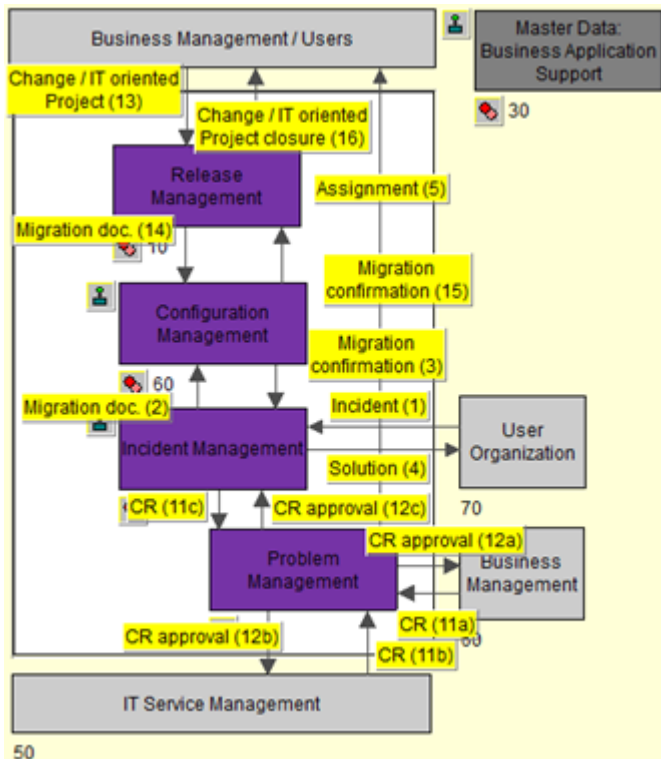 Business Management / Users
Master Data:
Business Application
Support
30
Change / IT oriented
Project (13)
Change / IT oriented
Project closure (16)
Release
Management
Assignment (5)
Migration doc. (14)
10
Migration
confirmation (15)
Configuration
Management
Migration
confirmation (3)
60
Migration doc. (2)
Incident (1)
User
Organization
Incident Management
Solution (4)
CR (11c)
CR approval (12c)
70
CR approval (12a)
Problem
Management
Business
Management
CR (11a)
CR approval (12b)
CR (11b)
IT Service Management
50